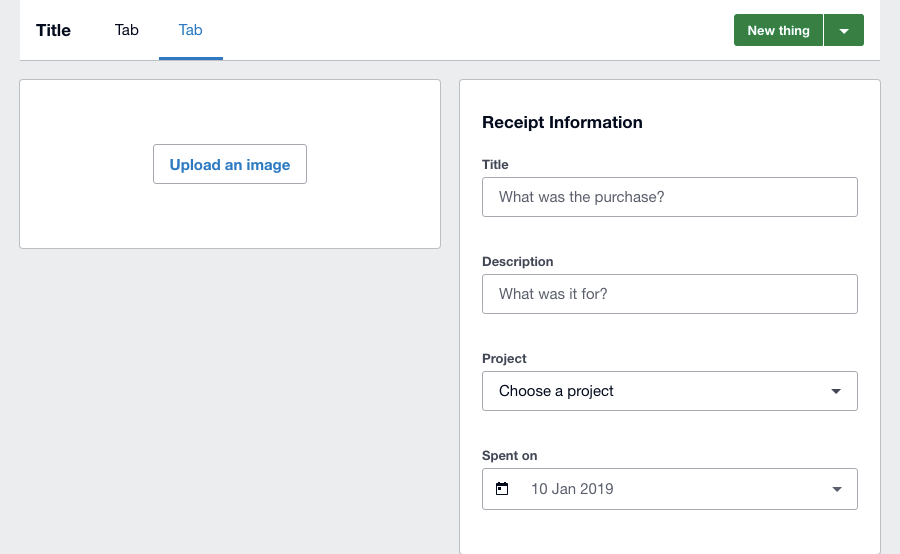 Title
Tab
Tab
New thing
Upload an image
Receipt Information
Title
What was the purchase?
Description
What was it for?
Project
Choose a project
Spent on
10 Jan 2019